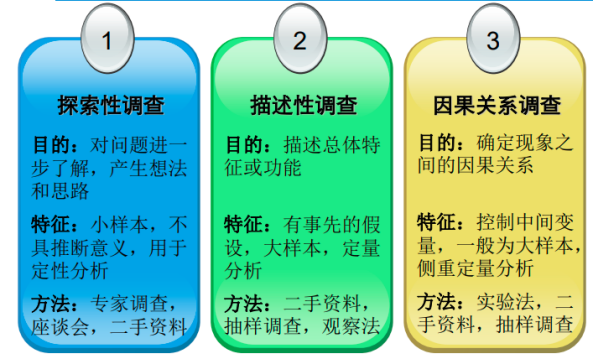 1
探索性调查
目的：对问题进一
步了解，产生想法
和思路
特征：小样本，不
具推断意义，用于
定性分析
方法：专家调查，
座谈会，二手资料
2
描述性调查
目的：描述总体特
征或功能
特征：有事先的假
设，大样本，定量
分析
方法：二手资料，
抽样调查，观察法
3
因果关系调查
目的：确定现象之
间的因果关系
特征：控制中间变
量，一般为大样本，
侧重定量分析
方法：实验法，二
手资料，抽样调查